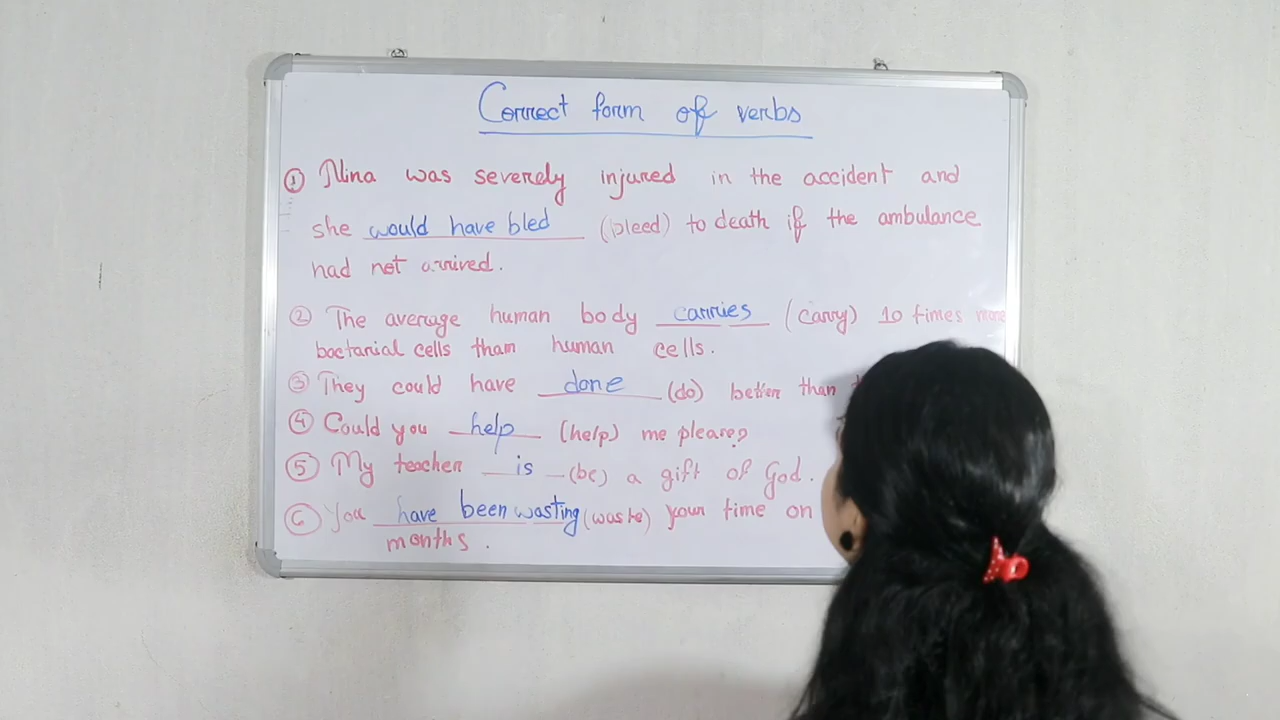 Correct form of verbs
① Nina was severely injured in the accident and
she would have bled (bleed) to death if the ambulance
had not arrived.
② The average human body carries (carry) 10 times more
bactarial cells tham human cells.
③ They could have done (do) better than
④ Could you help (help) me please?
⑤ My teacher is (be) a gift of God.
⑥ You have been wasting (waste) your time on
months.